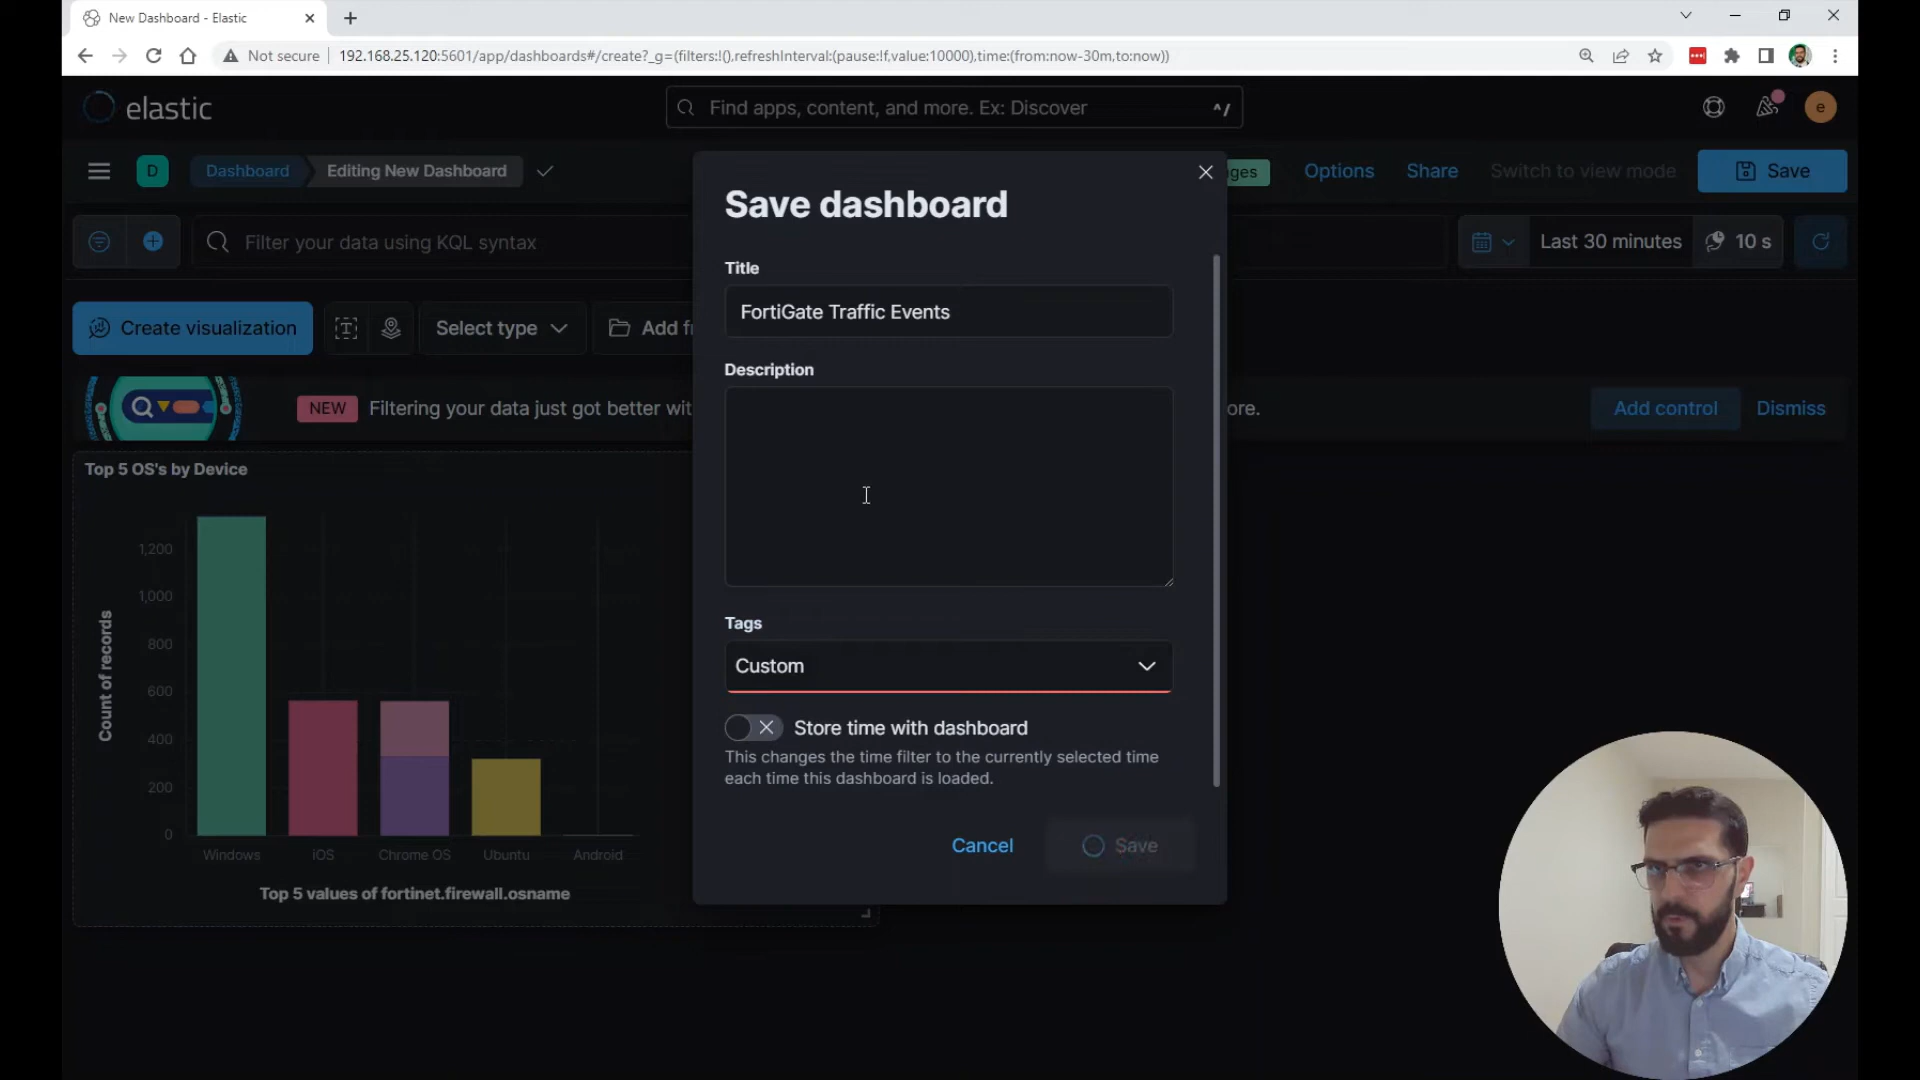 New Dashboard - Elastic
Not secure
192.168.25.120:5601/app/dashboards#/create?_g=(filters:!(),refreshInterval:(pause:!f,value:10000),time:(from:now-30m,to:now))
elastic
Find apps, content, and more. Ex: Discover
^/
e
D
Dashboard
Editing New Dashboard
ges
Options
Share
Switch to view mode
Save
Filter your data using KQL syntax
Last 30 minutes
10 s
Create visualization
Select type
Add fr
NEW
Filtering your data just got better wit
ore.
Add control
Dismiss
Save dashboard
Title
FortiGate Traffic Events
Description
Tags
Custom
Store time with dashboard
This changes the time filter to the currently selected time
each time this dashboard is loaded.
Cancel
Save
Top 5 OS's by Device
Count of records
1,200
1,000
800
600
400
200
0
Windows
iOS
Chrome OS
Ubuntu
Android
Top 5 values of fortinet.firewall.osname